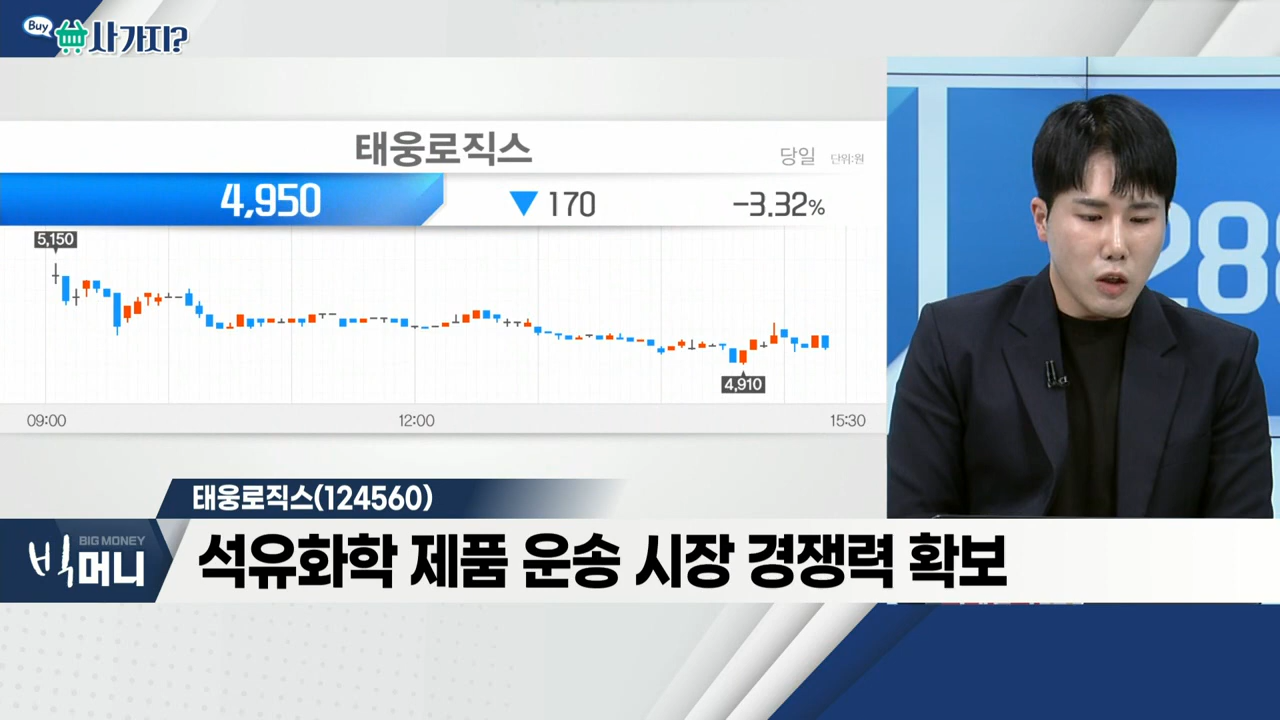 Buy
사가지?
태웅로직스
당일 단위:원
4,950 ▼ 170 -3.32%
5,150
4,910
09:00 12:00 15:30
288
태웅로직스(124560)
BIG MONEY
빅머니
석유화학 제품 운송 시장 경쟁력 확보